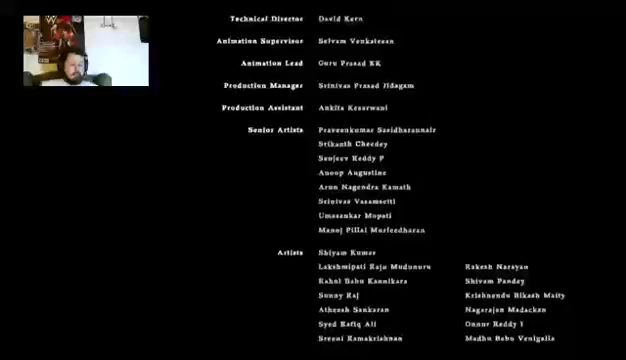 Technical Director David Kern
Animation Supervisor Selvam Venkatesan
Animation Lead Guru Prasad KR
Production Manager Srinivas Prasad Jidagam
Production Assistant Ankita Kesarwani
Senior Artists Praveenkumar Sasidharannair
Srikanth Cheedey
Sanjeev Reddy P
Anoop Augustine
Arun Nagendra Kamath
Srinivas Vasamsetti
Umasankar Mopati
Manoj Pillai Murleedharan
Artists Shiyam Kumar
Lakshmipati Raju Mudunuru Rakesh Narayan
Rahul Babu Kannikara Shivam Pandey
Sunny Raj Krishnendu Bikash Maity
Atheesh Sankaran Nagarajan Madackan
Syed Rafiq Ali Onnur Reddy
Sreeni Ramakrishnan Madhu Babu Venigalla